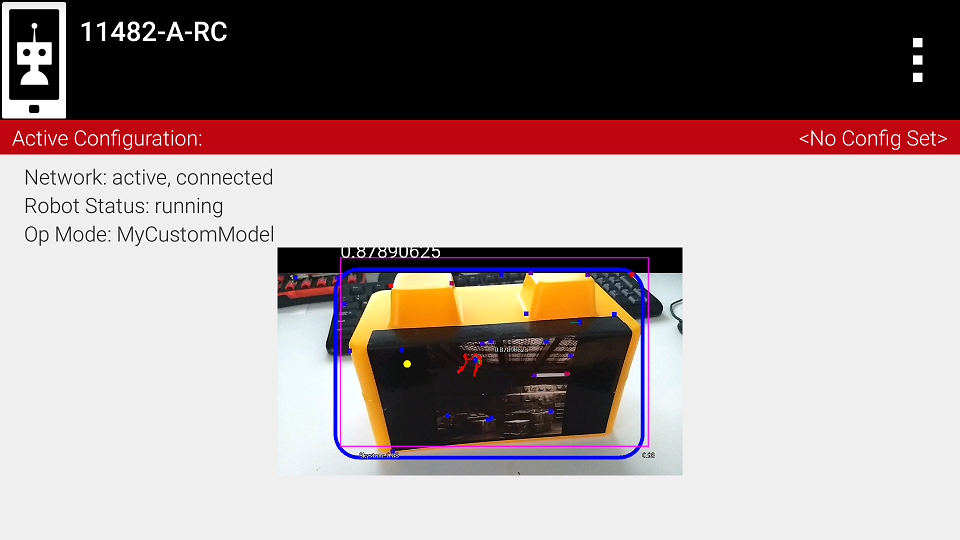 11482-A-RC
Active Configuration:
<No Config Set>
Network: active, connected
Robot Status: running
Op Mode: MyCustomModel
0.87890625